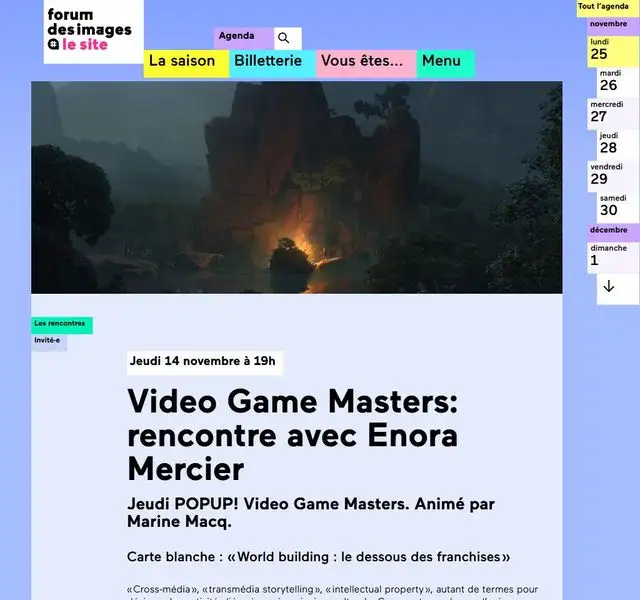 forum
des images
le site
Agenda
La saison
Billetterie
Vous êtes...
Menu
Tout l'agenda
novembre
lundi
25
mardi
26
mercredi
27
jeudi
28
vendredi
29
samedi
30
décembre
dimanche
1
Les rencontres
Invité·e
Jeudi 14 novembre à 19h
Video Game Masters:
rencontre avec Enora
Mercier
Jeudi POPUP! Video Game Masters. Animé par
Marine Macq.
Carte blanche : «World building : le dessous des franchises»
«Cross-média», «transmédia storytelling», «intellectual property», autant de termes pour